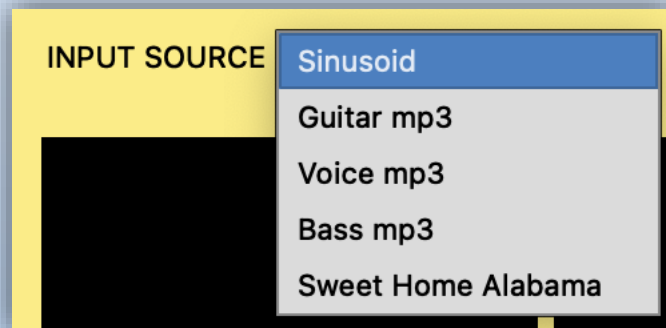 INPUT SOURCE Sinusoid
Guitar mp3
Voice mp3
Bass mp3
Sweet Home Alabama